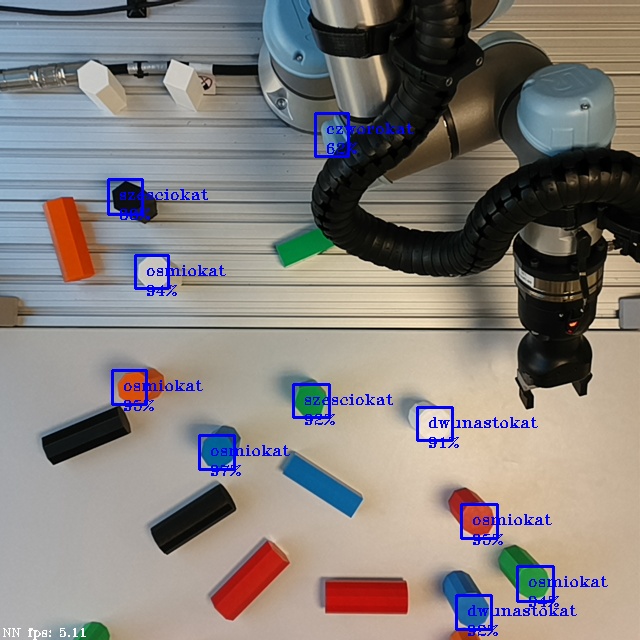 czworokat
62%
szesciokat
osmiokat
94%
osmiokat
95%
szesciokat
92%
dwunastokat
91%
osmiokat
97%
osmiokat
95%
osmiokat
94%
dwunastokat
92%
NN fps: 5.11